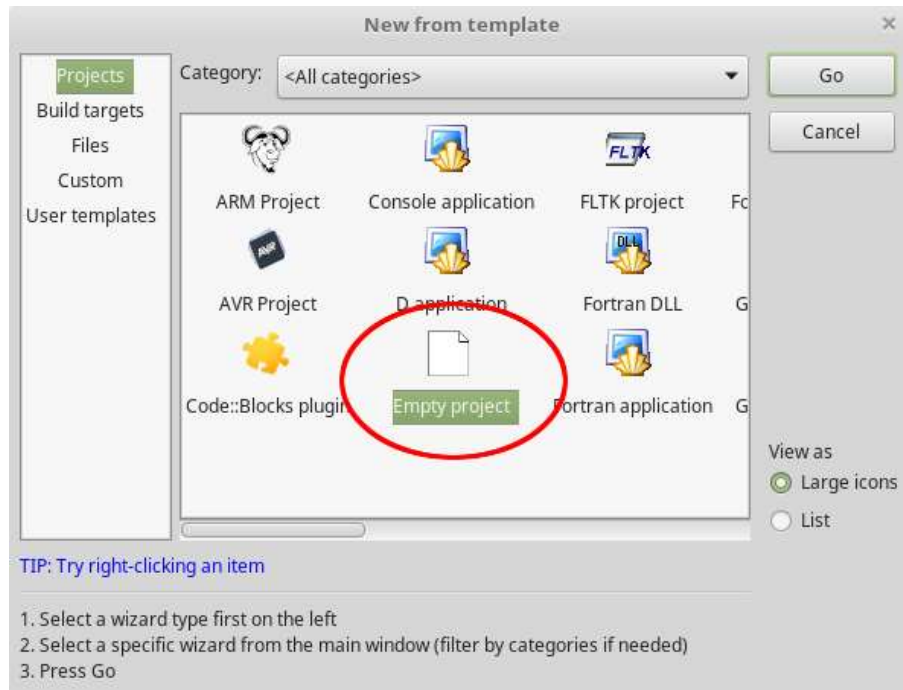 New from template
Projects
Build targets
Files
Custom
User templates
Category:
<All categories>
Go
Cancel
FLTK
ARM Project
Console application
FLTK project
Fo
AVR
DLL
AVR Project
D application
Fortran DLL
G
Code::Blocks plugin
Empty project
Fortran application
G
View as
Large icons
List
TIP: Try right-clicking an item
1. Select a wizard type first on the left
2. Select a specific wizard from the main window (filter by categories if needed)
3. Press Go